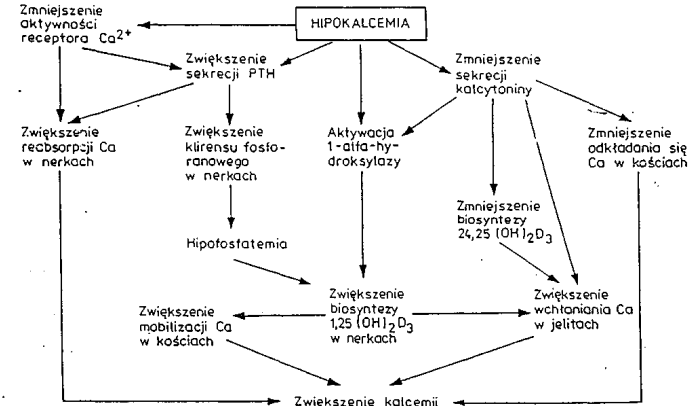 Zmniejszenie
aktywności
receptora Ca2+
HIPOKALCEMIA
Zwiększenie
sekrecji PTH
Zmniejszenie
sekrecji
kalcytoniny
Zwiększenie
reabsorpcji Ca
w nerkach
Zwiększenie
klirensu fosfo-
ranowego
w nerkach
Aktywacja
1-alfa-hy-
droksylazy
Zmniejszenie
odkładania się
Ca w kościach
Zmniejszenie
biosyntezy
24,25 (OH)2D3
Hipofosfatemia
Zwiększenie
mobilizacji Ca
w kościach
Zwiększenie
biosyntezy
1,25 (OH)2D3
w nerkach
Zwiększenie
wchłaniania Ca
w jelitach
Zwiększenie kalcemii